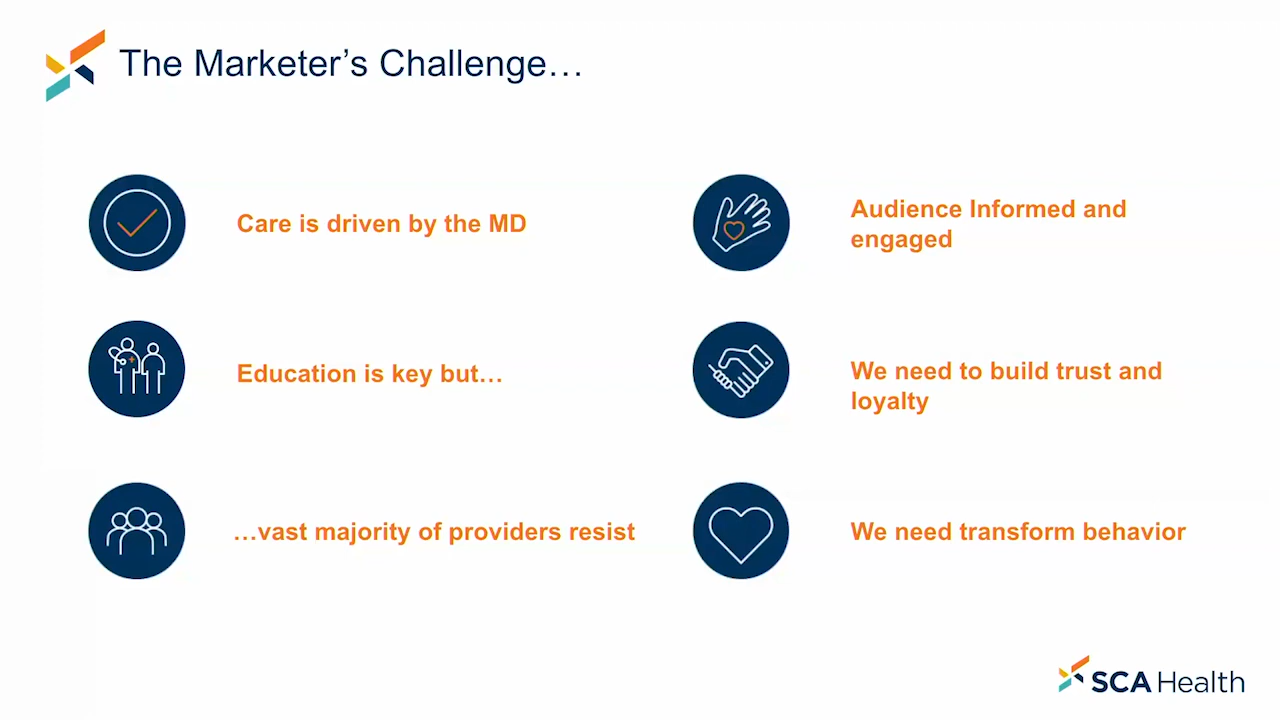 The Marketer’s Challenge…
Care is driven by the MD
Education is key but…
…vast majority of providers resist
Audience Informed and
engaged
We need to build trust and
loyalty
We need transform behavior
SCA Health